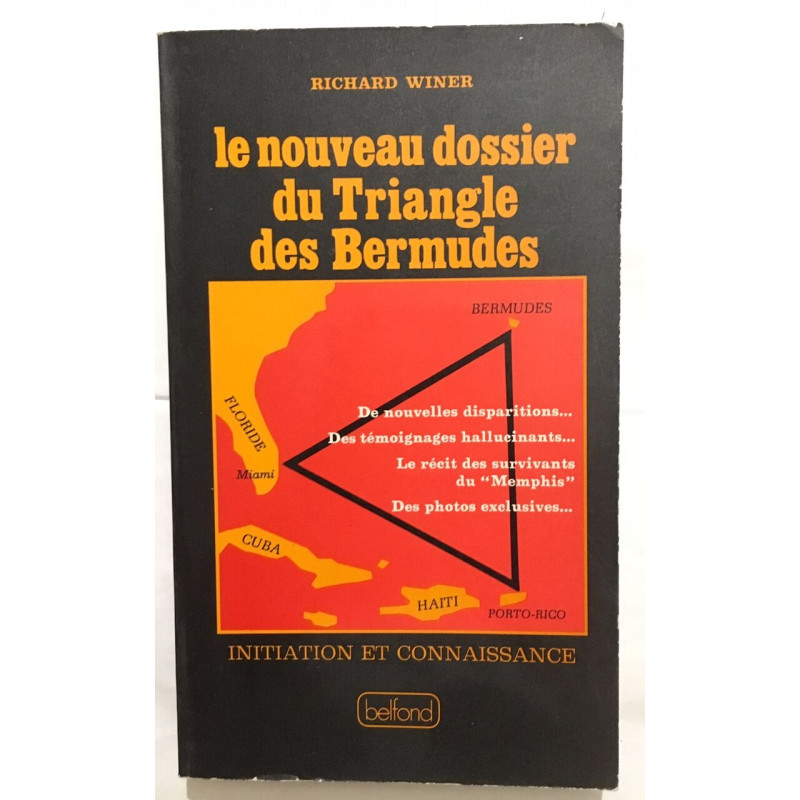 RICHARD WINER
le nouveau dossier
du Triangle
des Bermudes
BERMUDES
De nouvelles disparitions...
FLORIDE
Des témoignages hallucinants...
Le récit des survivants
Miami
du "Memphis"
Des photos exclusives...
CUBA
HAITI
PORTO-RICO
INITIATION ET CONNAISSANCE
belfond